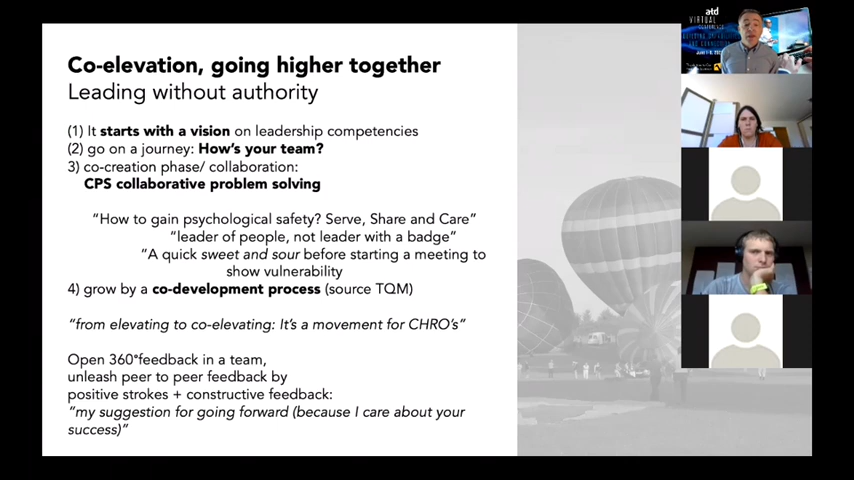 Co-elevation, going higher together
Leading without authority
(1) It starts with a vision on leadership competencies
(2) go on a journey: How's your team?
3) co-creation phase/ collaboration:
CPS collaborative problem solving
“How to gain psychological safety? Serve, Share and Care”
“leader of people, not leader with a badge”
“A quick sweet and sour before starting a meeting to
show vulnerability
4) grow by a co-development process (source TQM)
“from elevating to co-elevating: It's a movement for CHRO's”
Open 360°feedback in a team,
unleash peer to peer feedback by
positive strokes + constructive feedback:
“my suggestion for going forward (because I care about your
success)”
atd
VIRTUAL
CONFERENCE